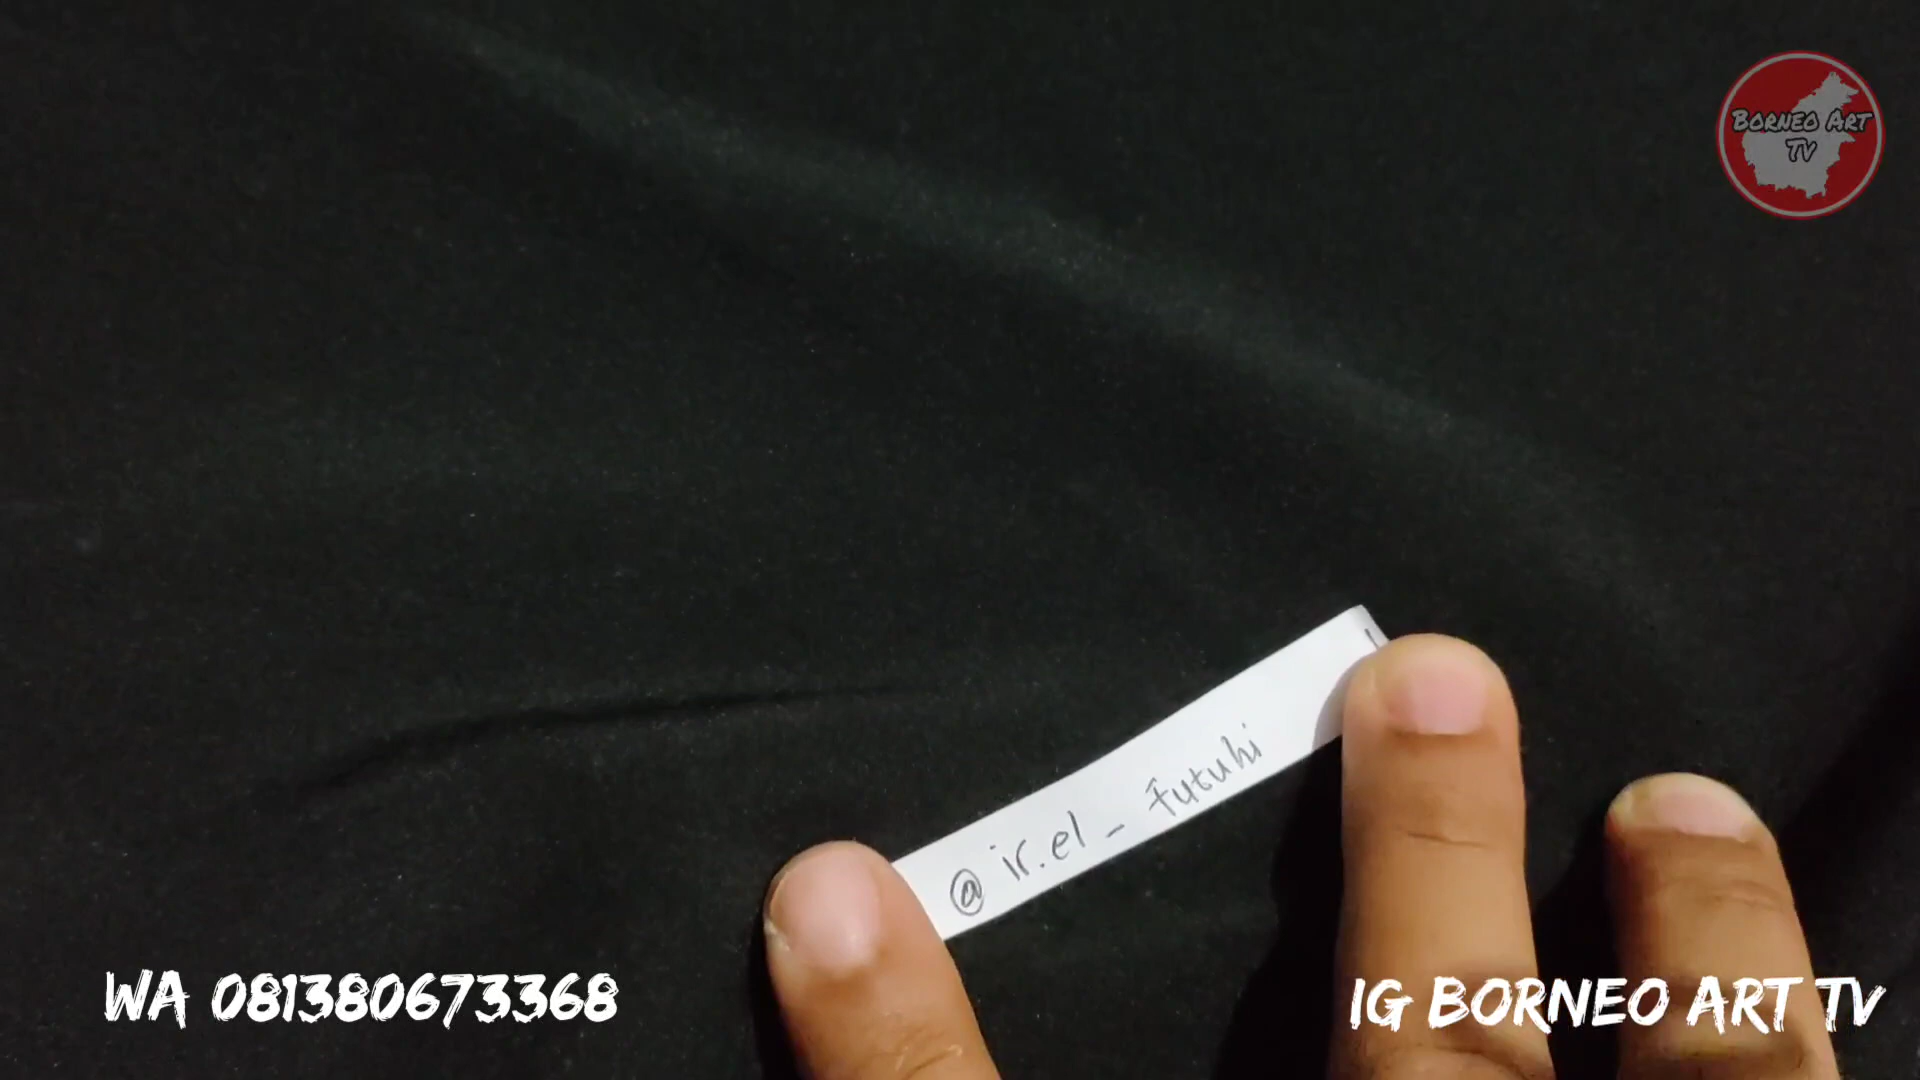 BORNEO ART
TV
@ir.el_futuhi
WA 081380673368
IG BORNEO ART TV